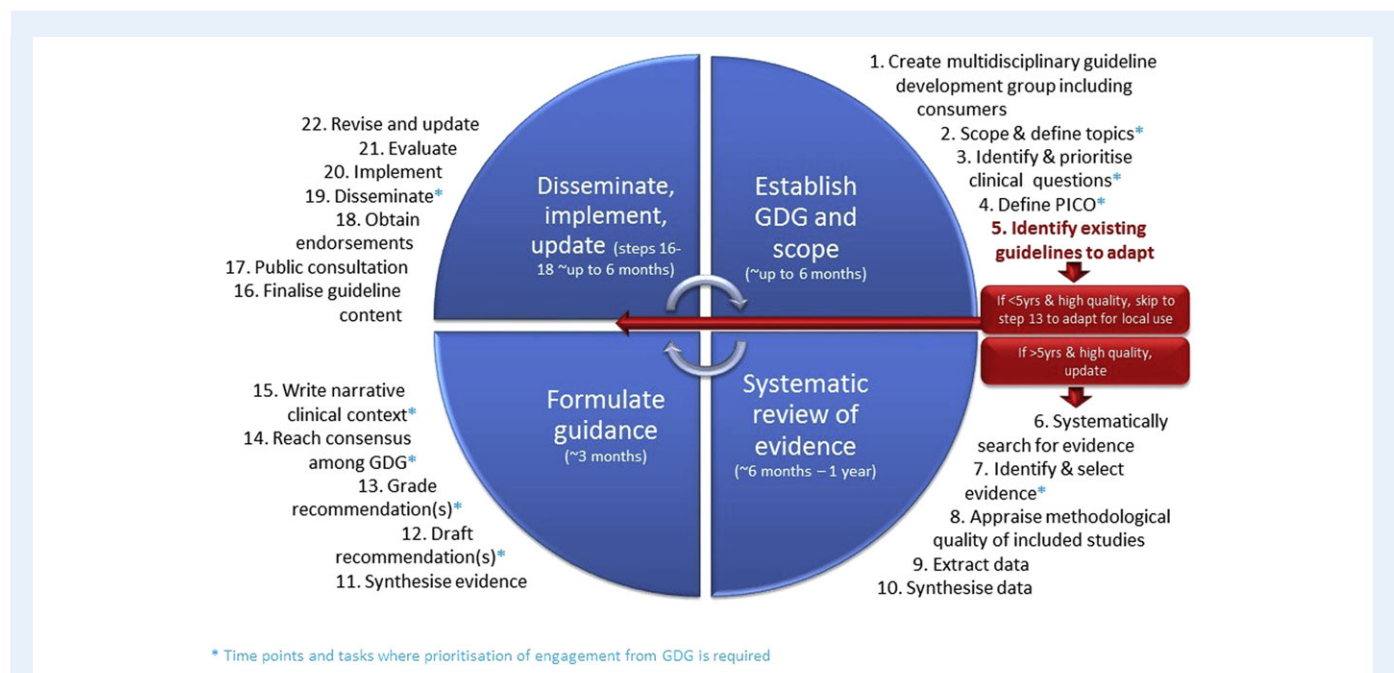 1. Create multidisciplinary guideline
development group including
consumers
2. Scope & define topics*
3. Identify & prioritise
clinical questions*
4. Define PICO*
5. Identify existing
guidelines to adapt
If <5yrs & high quality, skip to
step 13 to adapt for local use
If >5yrs & high quality,
update
6. Systematically
search for evidence
7. Identify & select
evidence*
8. Appraise methodological
quality of included studies
9. Extract data
10. Synthesise data
Establish
GDG and
scope
(~up to 6 months)
Systematic
review of
evidence
(~6 months – 1 year)
Formulate
guidance
(~3 months)
Disseminate,
implement,
update (steps 16-
18 ~up to 6 months)
22. Revise and update
21. Evaluate
20. Implement
19. Disseminate*
18. Obtain
endorsements
17. Public consultation
16. Finalise guideline
content
15. Write narrative
clinical context*
14. Reach consensus
among GDG*
13. Grade
recommendation(s)*
12. Draft
recommendation(s)*
11. Synthesise evidence
* Time points and tasks where prioritisation of engagement from GDG is required